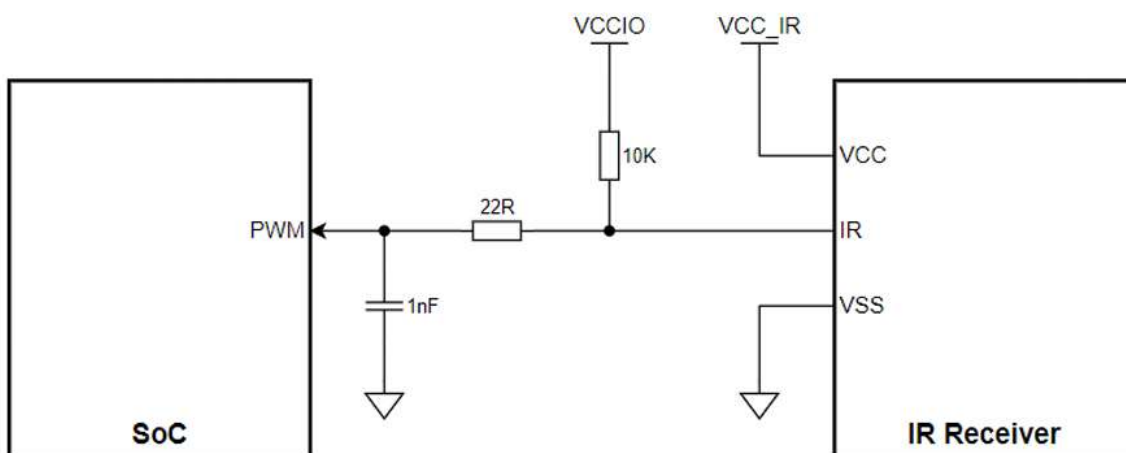 VCCIO
VCC_IR
10K
VCC
22R
PWM
IR
1nF
VSS
SoC
IR Receiver